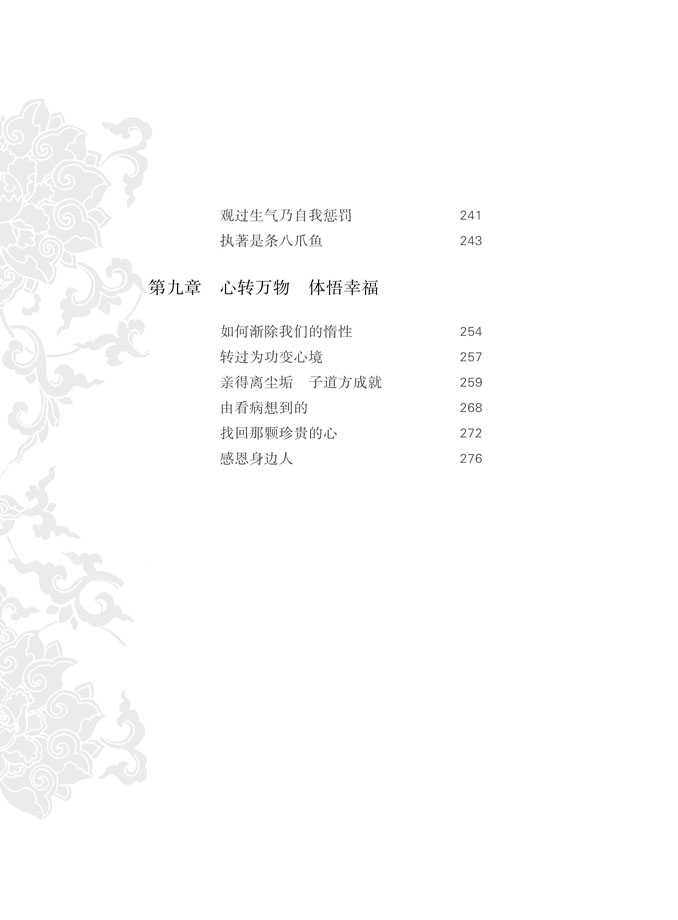 观过生气乃自我惩罚 241
执著是条八爪鱼 243
第九章 心转万物 体悟幸福
如何渐除我们的惰性 254
转过为功变心境 257
亲得离尘垢 子道方成就 259
由看病想到的 268
找回那颗珍贵的心 272
感恩身边人 276